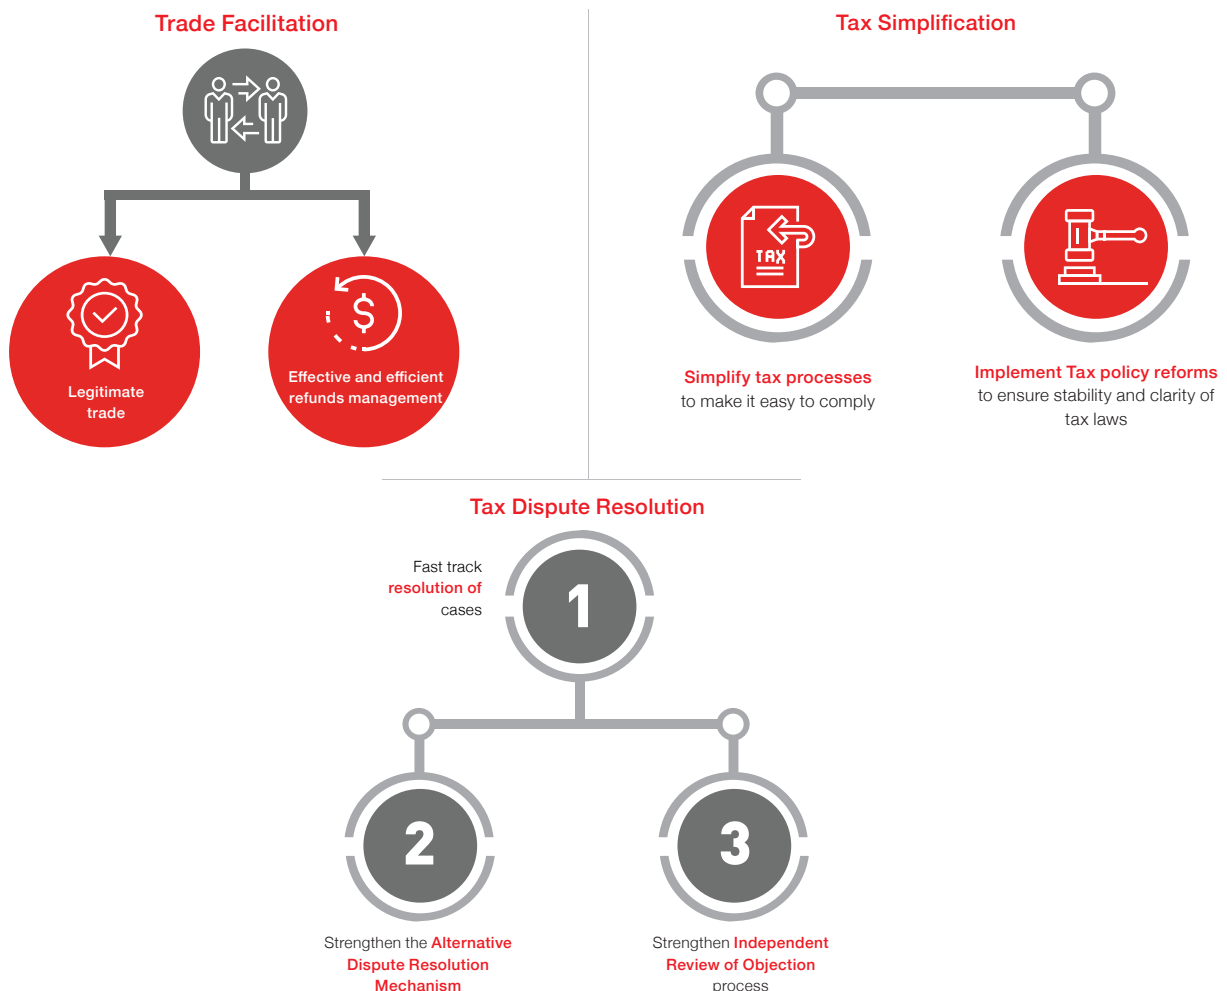 Trade Facilitation
Legitimate
trade
Effective and efficient
refunds management
Tax Simplification
TAX
Simplify tax processes
to make it easy to comply
Implement Tax policy reforms
to ensure stability and clarity of
tax laws
Tax Dispute Resolution
Fast track
resolution of
cases
1
2
Strengthen the Alternative
Dispute Resolution
Mechanism
3
Strengthen Independent
Review of Objection
process